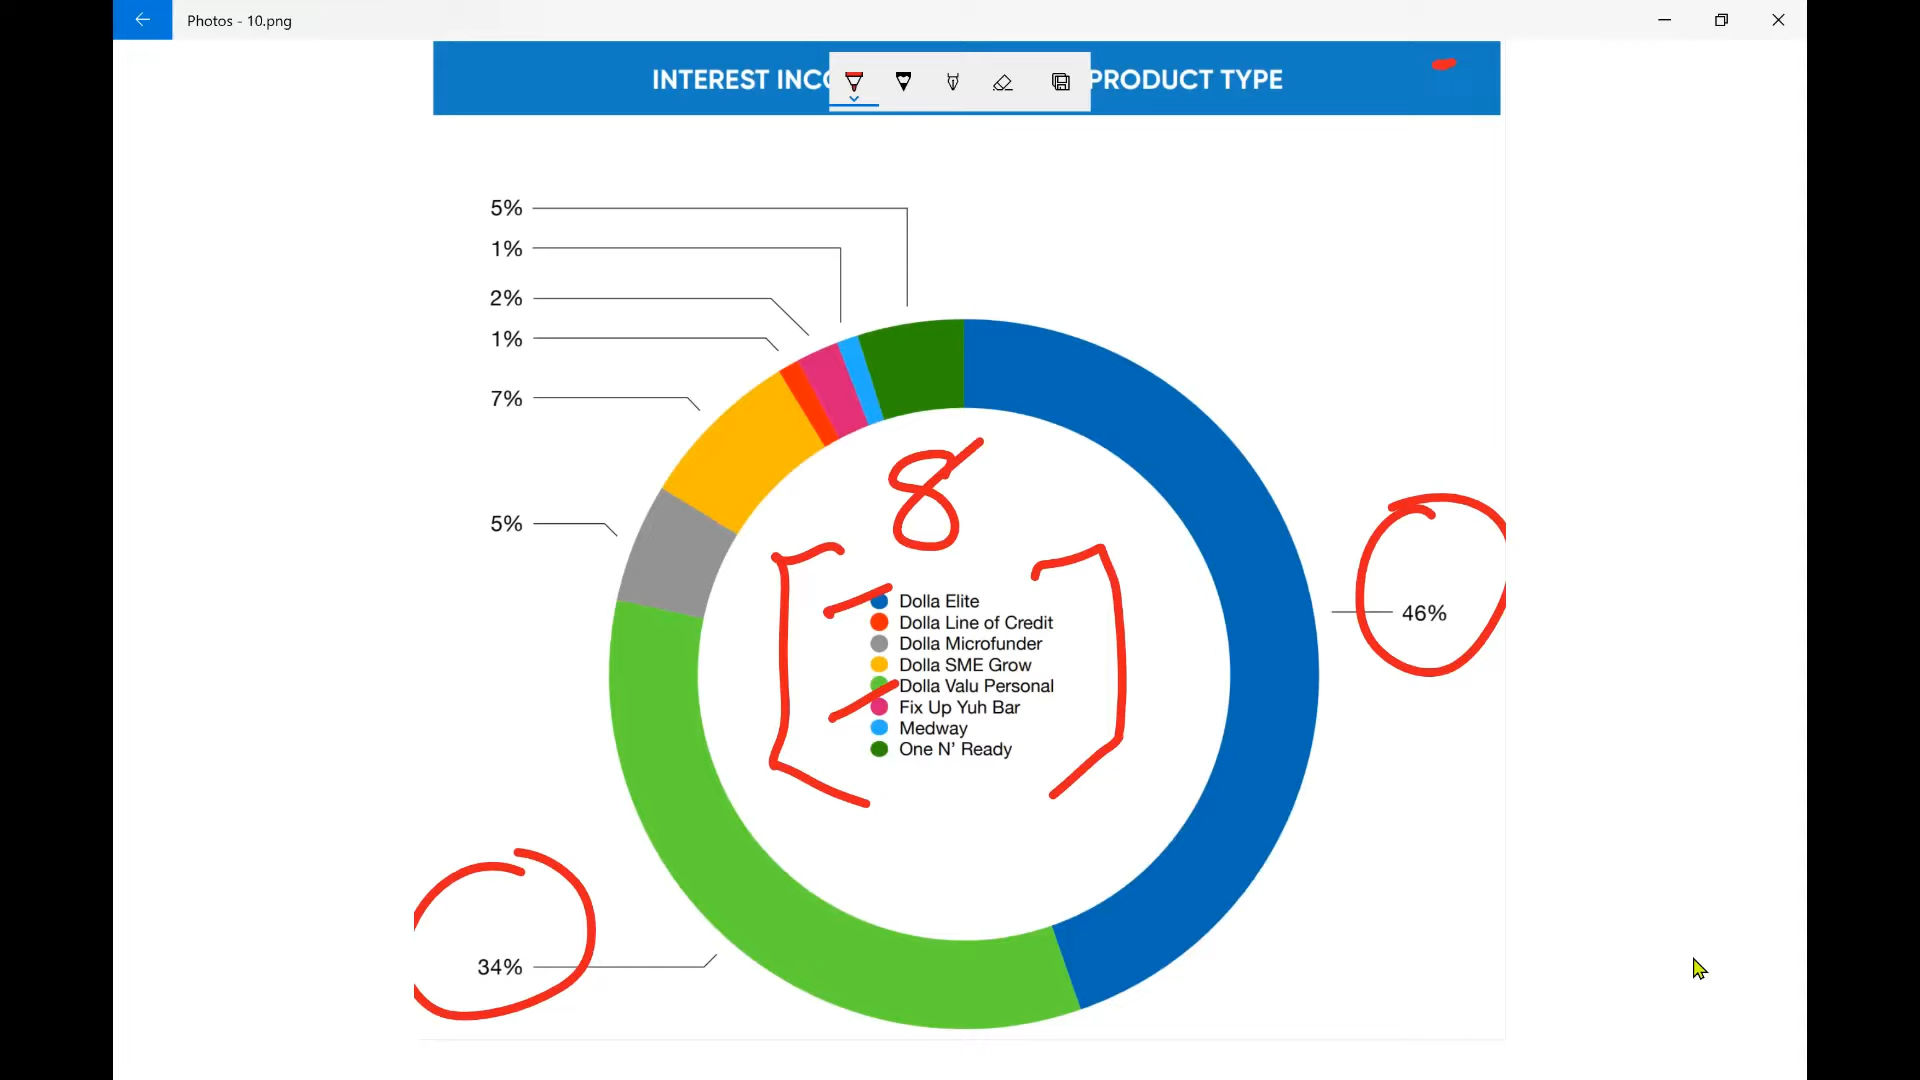 Photos - 10.png
INTEREST INCO PRODUCT TYPE
5%
1%
2%
1%
7%
5%
8
Dolla Elite
Dolla Line of Credit
Dolla Microfunder
Dolla SME Grow
Dolla Valu Personal
Fix Up Yuh Bar
Medway
One N’ Ready
46%
34%